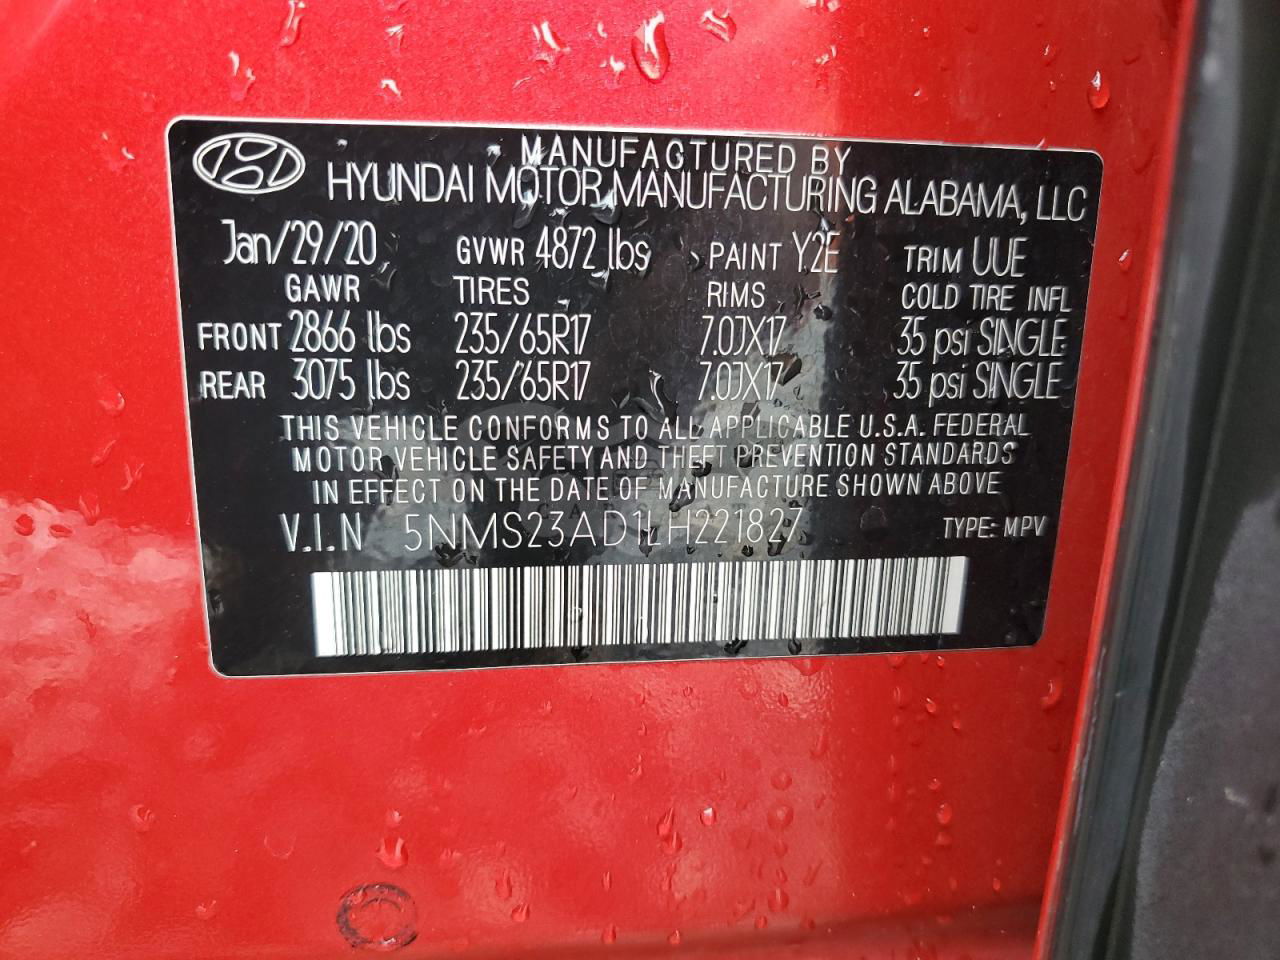 MANUFACTURED BY
HYUNDAI MOTOR MANUFACTURING ALABAMA, LLC
Jan/29/20 GVWR 4872 lbs PAINT Y2E TRIM UUE
GAWR TIRES RIMS COLD TIRE INFL
FRONT 2866 lbs 235/65R17 7.0JX17 35 psi SINGLE
REAR 3075 lbs 235/65R17 7.0JX17 35 psi SINGLE
THIS VEHICLE CONFORMS TO ALL APPLICABLE U.S.A. FEDERAL
MOTOR VEHICLE SAFETY AND THEFT PREVENTION STANDARDS
IN EFFECT ON THE DATE OF MANUFACTURE SHOWN ABOVE
V.I.N 5NMS23AD1LH221827 TYPE: MPV